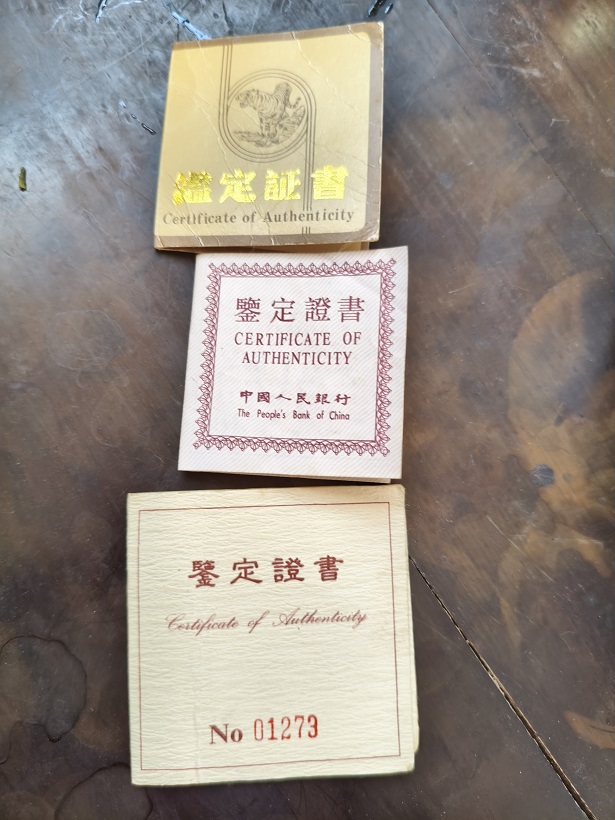 鑑定証書
Certificate of Authenticity
鑒定證書
CERTIFICATE OF
AUTHENTICITY
中國人民銀行
The People's Bank of China
鑒定證書
Certificate of Authenticity
No 01273